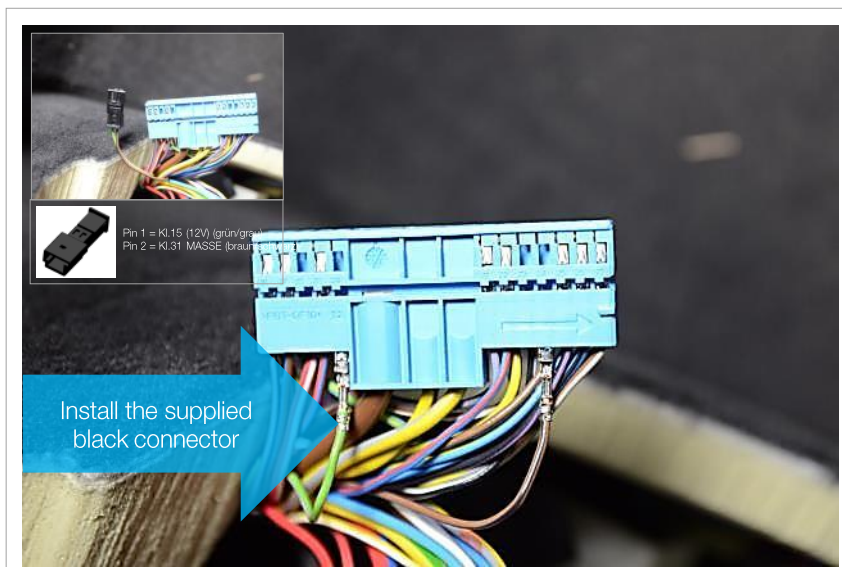 Pin 1 = Kl.15 (12V) (grün/grau)
Pin 2 = Kl.31 MASSE
Install the supplied
black connector